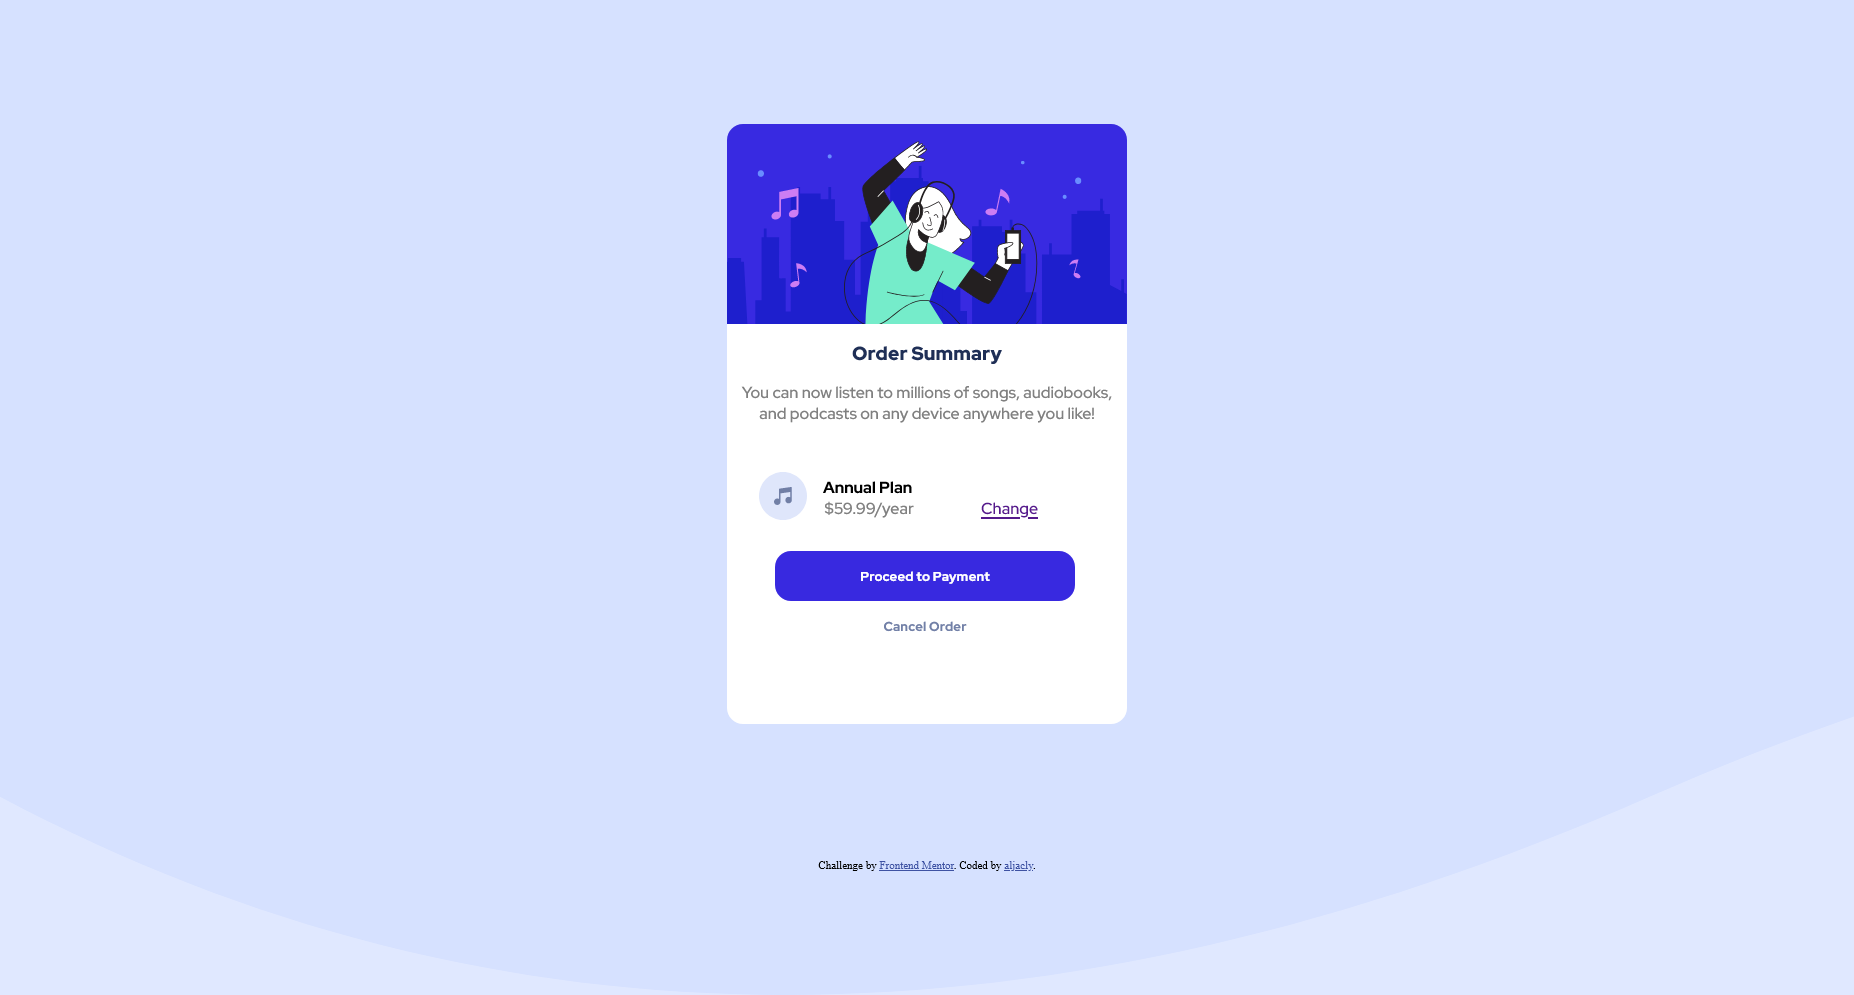 Order Summary
You can now listen to millions of songs, audiobooks,
and podcasts on any device anywhere you like!
Annual Plan
$59.99/year Change
Proceed to Payment
Cancel Order
Challenge by Frontend Mentor. Coded by aljacly.